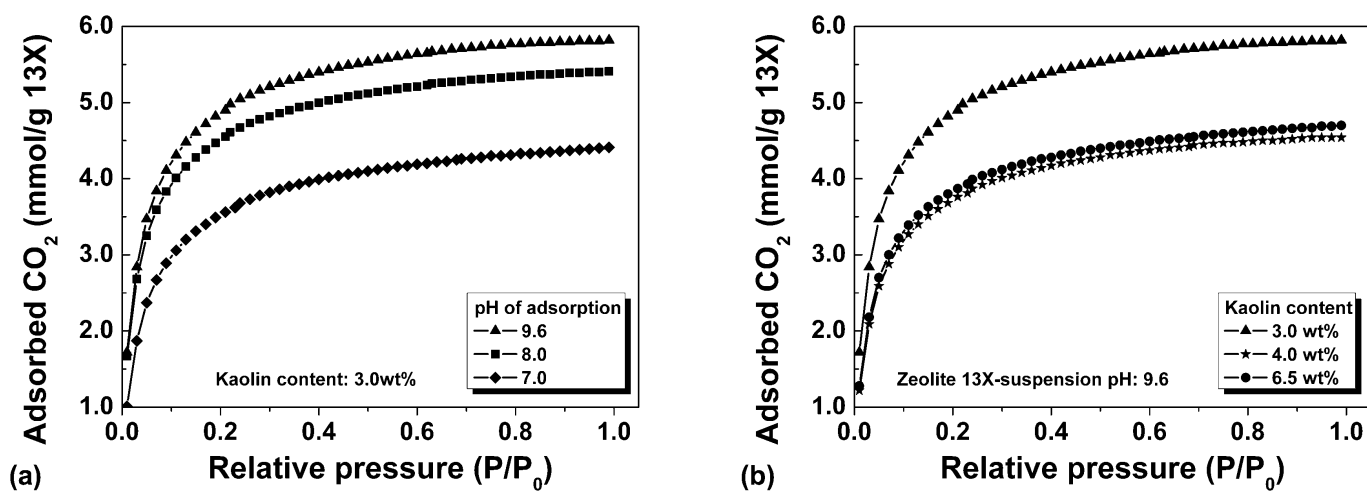 6.0
5.0
4.0
3.0
2.0
1.0
Adsorbed CO2 (mmol/g 13X)
pH of adsorption
9.6
8.0
7.0
Kaolin content: 3.0wt%
0.0 0.2 0.4 0.6 0.8 1.0
Relative pressure (P/P0)
(a)
6.0
5.0
4.0
3.0
2.0
1.0
Adsorbed CO2 (mmol/g 13X)
Kaolin content
3.0 wt%
4.0 wt%
6.5 wt%
Zeolite 13X-suspension pH: 9.6
0.0 0.2 0.4 0.6 0.8 1.0
Relative pressure (P/P0)
(b)